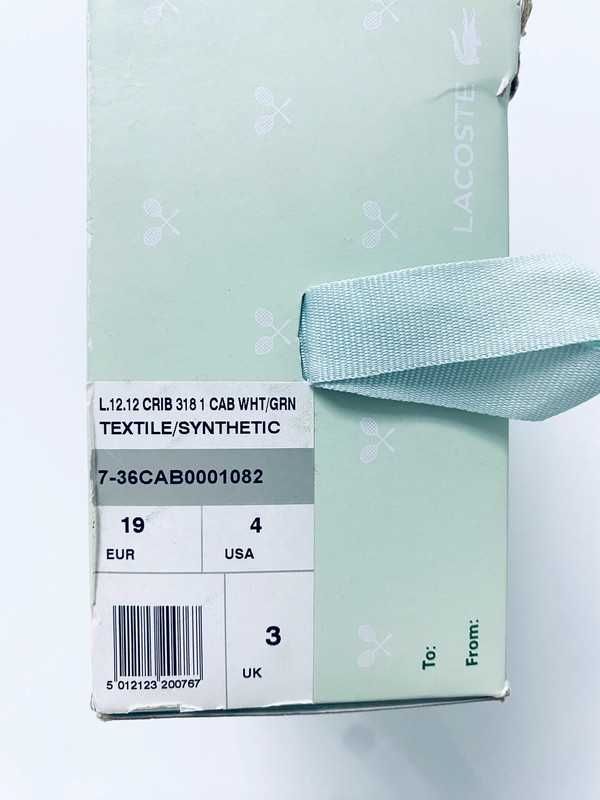 LACOSTE
L.12.12 CRIB 318 1 CAB WHT/GRN
TEXTILE/SYNTHETIC
7-36CAB0001082
19
EUR
4
USA
5 012123 200767
3
UK
To:
From: